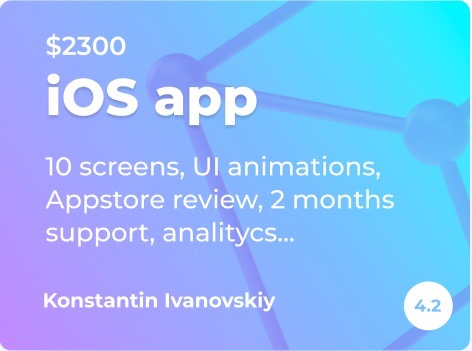 $2300
iOS app
10 screens, UI animations,
Appstore review, 2 months
support, analitycs...
Konstantin Ivanovskiy
4.2